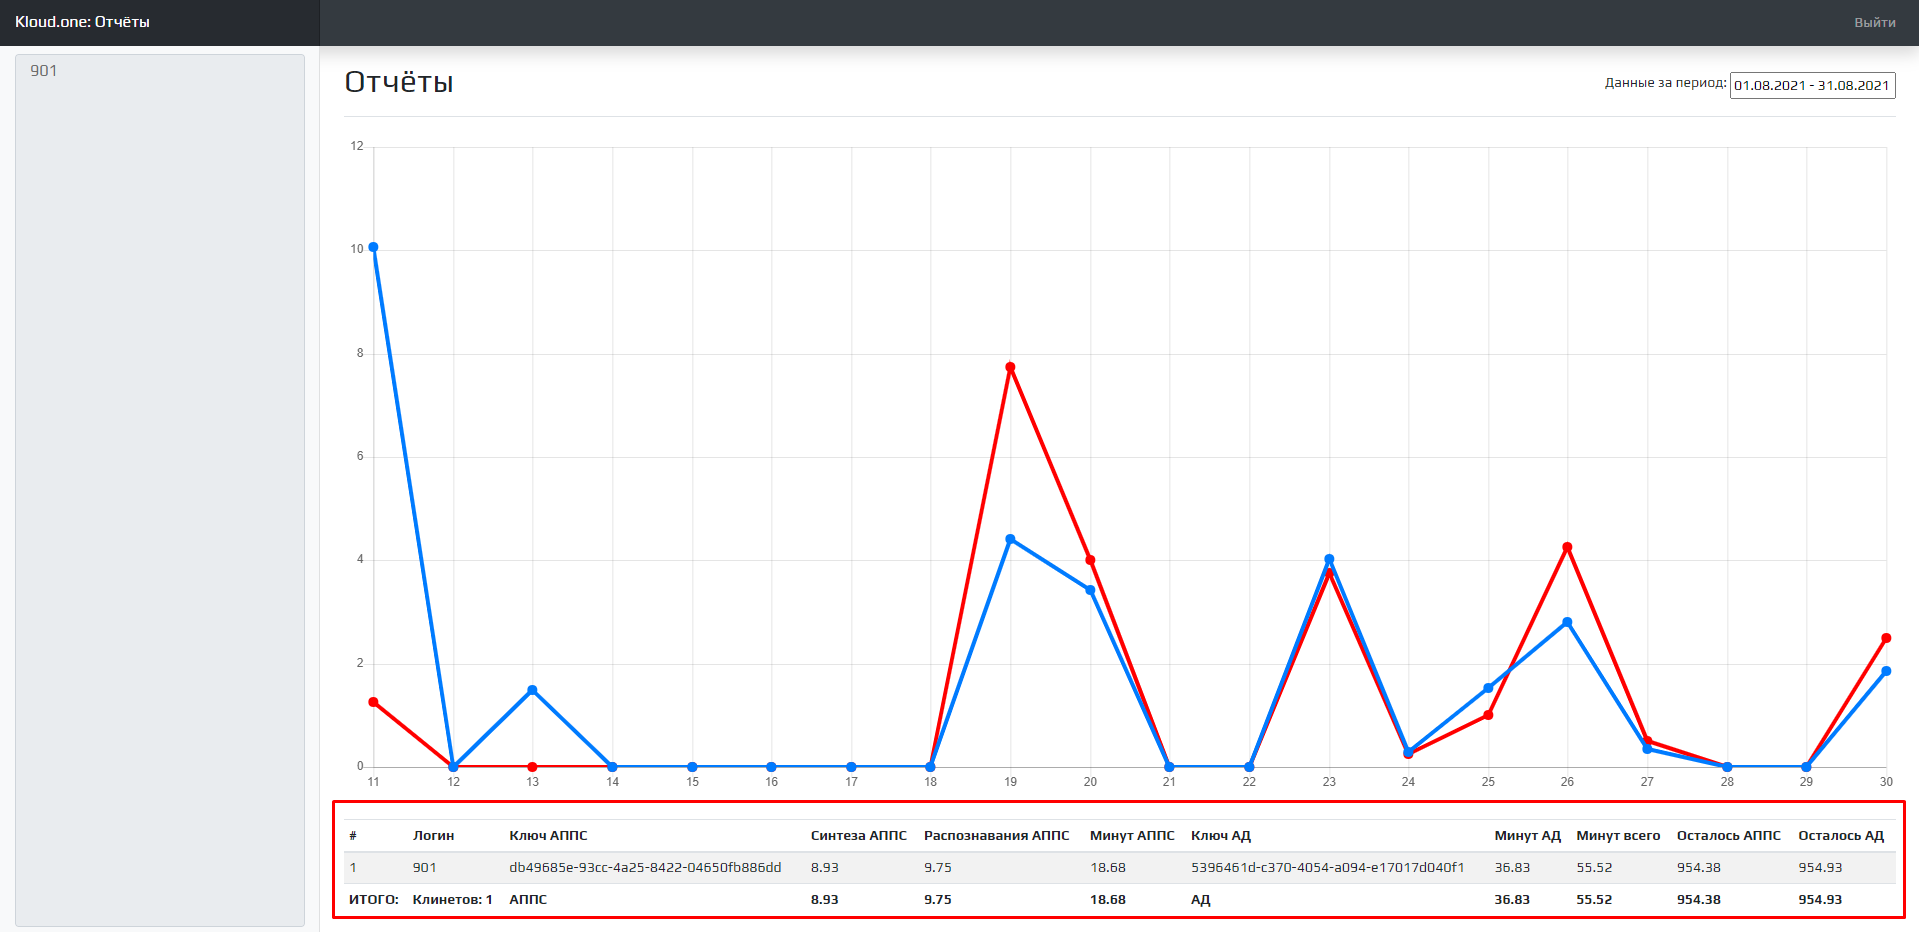 Kloud.one: Отчёты
Выйти
901
Отчёты
Данные за период: 01.08.2021 - 31.08.2021
12
10
8
6
4
2
0
11 12 13 14 15 16 17 18 19 20 21 22 23 24 25 26 27 28 29 30
# Логин Ключ АППС Синтеза АППС Распознавания АППС Минут АППС Ключ АД Минут АД Минут всего Осталось АППС Осталось АД
1 901 db49685e-93cc-4a25-8422-04650fb886dd 8.93 9.75 18.68 5396461d-c370-4054-a094-e17017d040f1 36.83 55.52 954.38 954.93
ИТОГО: Клинетов: 1 АППС 8.93 9.75 18.68 АД 36.83 55.52 954.38 954.93